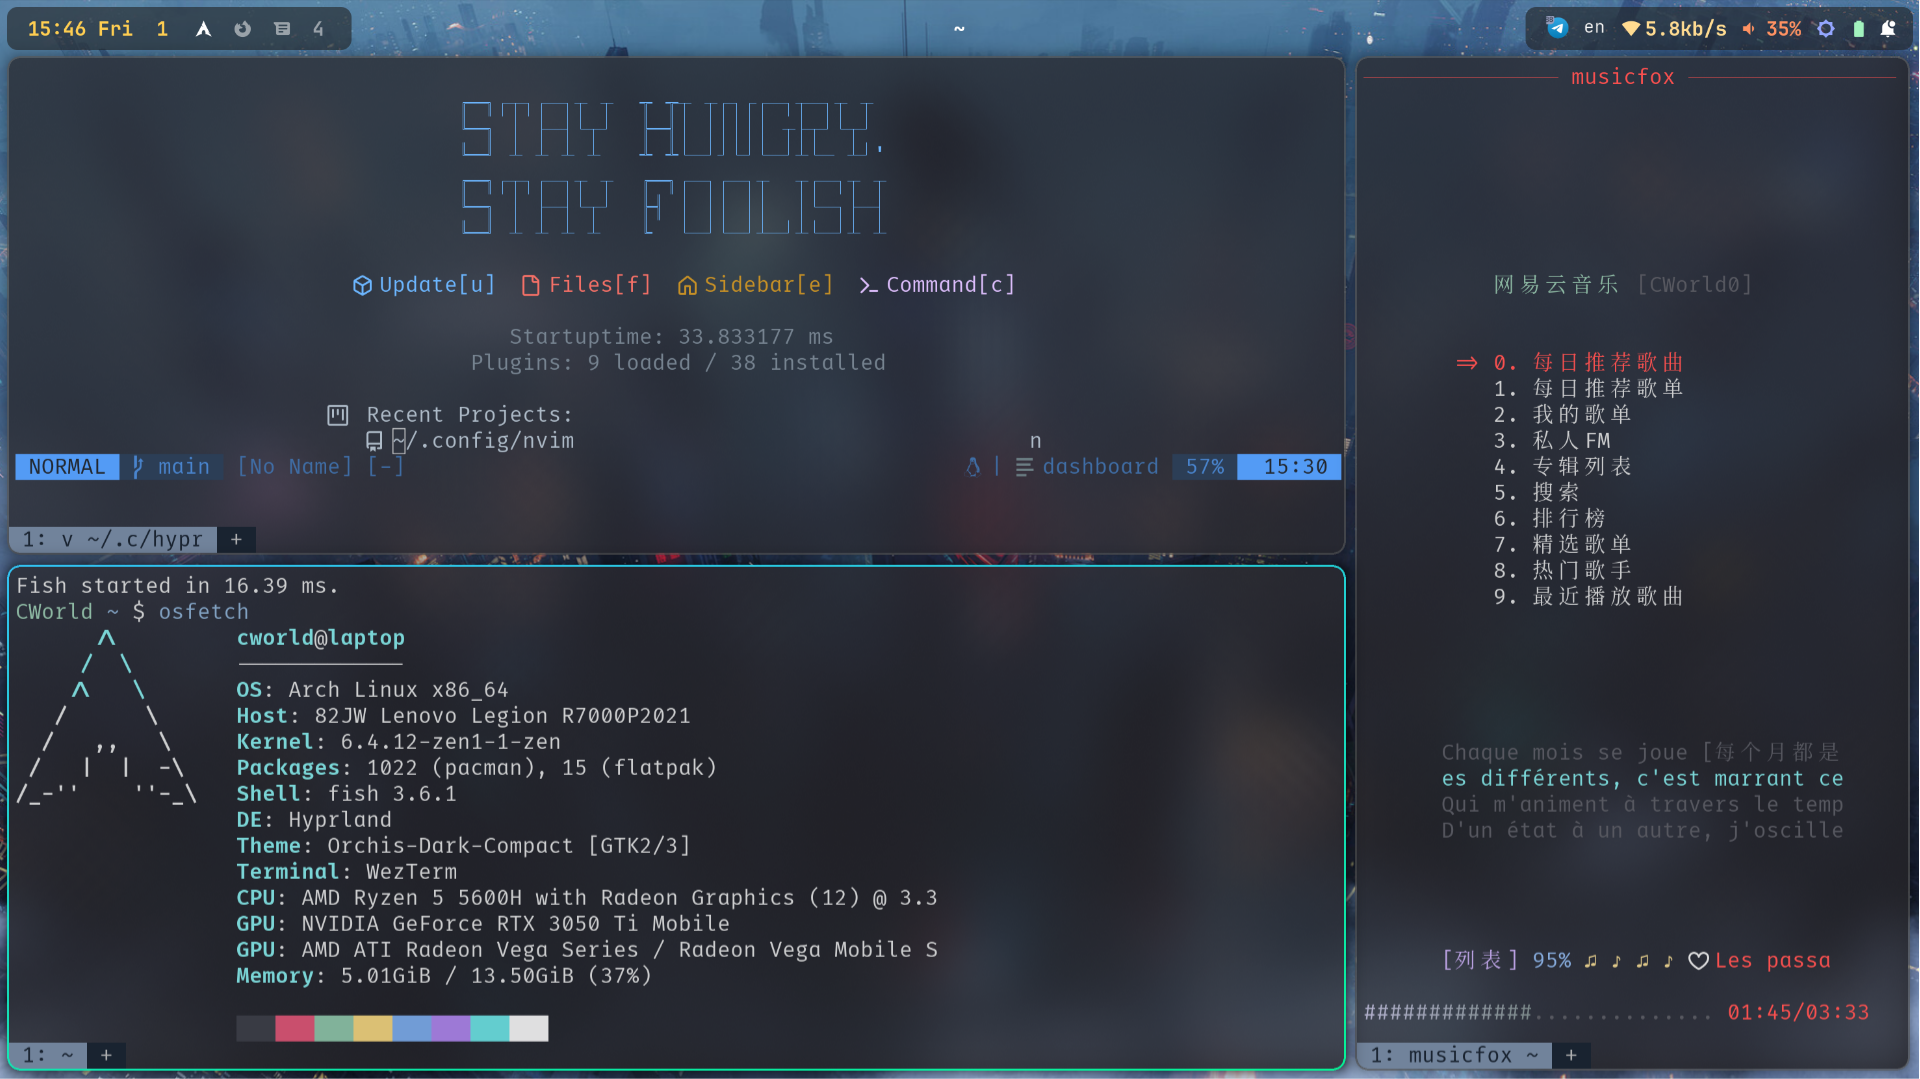 15:46 Fri 1 4
~
en 5.8kb/s 35%
STAY HUNGRY.
STAY FOOLISH
Update[u] Files[f] Sidebar[e] Command[c]
Startuptime: 33.833177 ms
Plugins: 9 loaded / 38 installed
Recent Projects:
~/.config/nvim n
NORMAL main [No Name] [-] | dashboard 57% 15:30
1: v ~/.c/hypr +
Fish started in 16.39 ms.
CWorld ~ $ osfetch
cworld@laptop
OS: Arch Linux x86_64
Host: 82JW Lenovo Legion R7000P2021
Kernel: 6.4.12-zen1-1-zen
Packages: 1022 (pacman), 15 (flatpak)
Shell: fish 3.6.1
DE: Hyprland
Theme: Orchis-Dark-Compact [GTK2/3]
Terminal: WezTerm
CPU: AMD Ryzen 5 5600H with Radeon Graphics (12) @ 3.3
GPU: NVIDIA GeForce RTX 3050 Ti Mobile
GPU: AMD ATI Radeon Vega Series / Radeon Vega Mobile S
Memory: 5.01GiB / 13.50GiB (37%)
1: ~ +
musicfox
网易云音乐 [CWorld0]
⇒ 0. 每日推荐歌曲
1. 每日推荐歌单
2. 我的歌单
3. 私人FM
4. 专辑列表
5. 搜索
6. 排行榜
7. 精选歌单
8. 热门歌手
9. 最近播放歌曲
Chaque mois se joue [每个月都是
es différents, c'est marrant ce
Qui m'animent à travers le temp
D'un état à un autre, j'oscille
[列表] 95% ♫ ♪ ♫ ♪ ♡ Les passa
#############.............. 01:45/03:33
1: musicfox ~ +